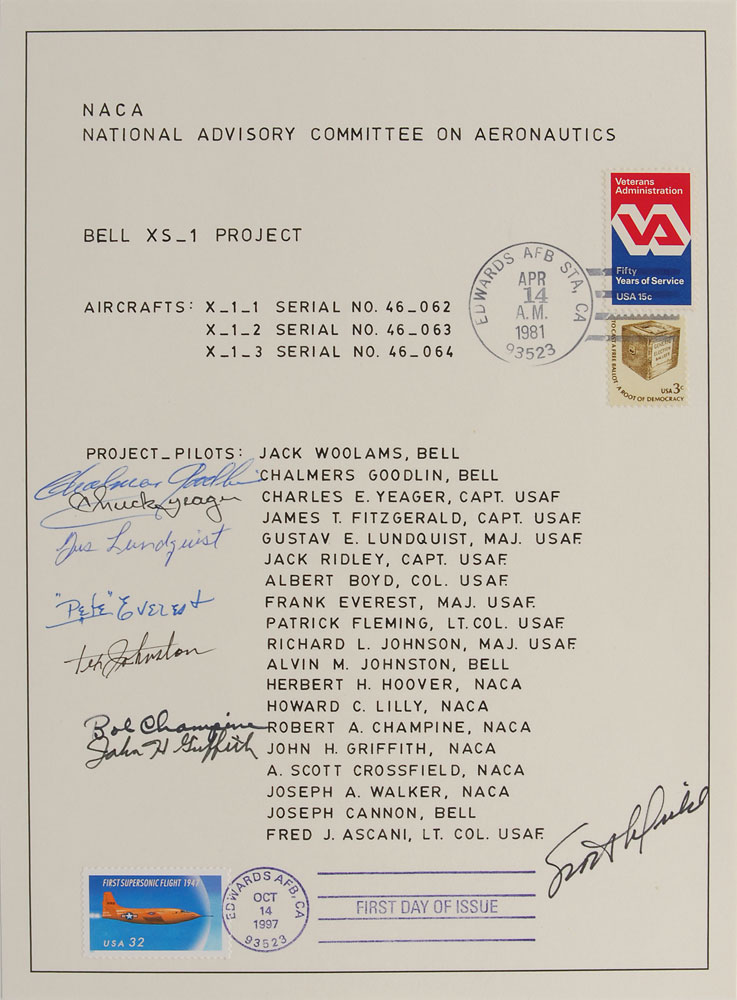 NACA
NATIONAL ADVISORY COMMITTEE ON AERONAUTICS
Veterans
Administration
VA
Fifty
Years of Service
USA 15c
BELL XS_1 PROJECT
EDWARDS AFB STA, CA
APR
14
A.M.
1981
93523
AIRCRAFTS: X_1_1 SERIAL NO. 46_062
X_1_2 SERIAL NO. 46_063
X_1_3 SERIAL NO. 46_064
TO CAST A FREE BALLOT · A ROOT OF DEMOCRACY
USA 3c
PROJECT_PILOTS: JACK WOOLAMS, BELL
Chalmers Goodlin CHALMERS GOODLIN, BELL
Chuck Yeager CHARLES E. YEAGER, CAPT. USAF
JAMES T. FITZGERALD, CAPT. USAF
Gus Lundquist GUSTAV E. LUNDQUIST, MAJ. USAF
JACK RIDLEY, CAPT. USAF
ALBERT BOYD, COL. USAF
"Pete" Everest FRANK EVEREST, MAJ. USAF
PATRICK FLEMING, LT. COL. USAF
Tex Johnston RICHARD L. JOHNSON, MAJ. USAF
ALVIN M. JOHNSTON, BELL
HERBERT H. HOOVER, NACA
HOWARD C. LILLY, NACA
Bob Champine ROBERT A. CHAMPINE, NACA
John H Griffith JOHN H. GRIFFITH, NACA
A. SCOTT CROSSFIELD, NACA
JOSEPH A. WALKER, NACA
JOSEPH CANNON, BELL
FRED J. ASCANI, LT. COL. USAF
Scott Crossfield
FIRST SUPERSONIC FLIGHT 1947
USA 32
EDWARDS AFB, CA
OCT
14
1997
93523
FIRST DAY OF ISSUE